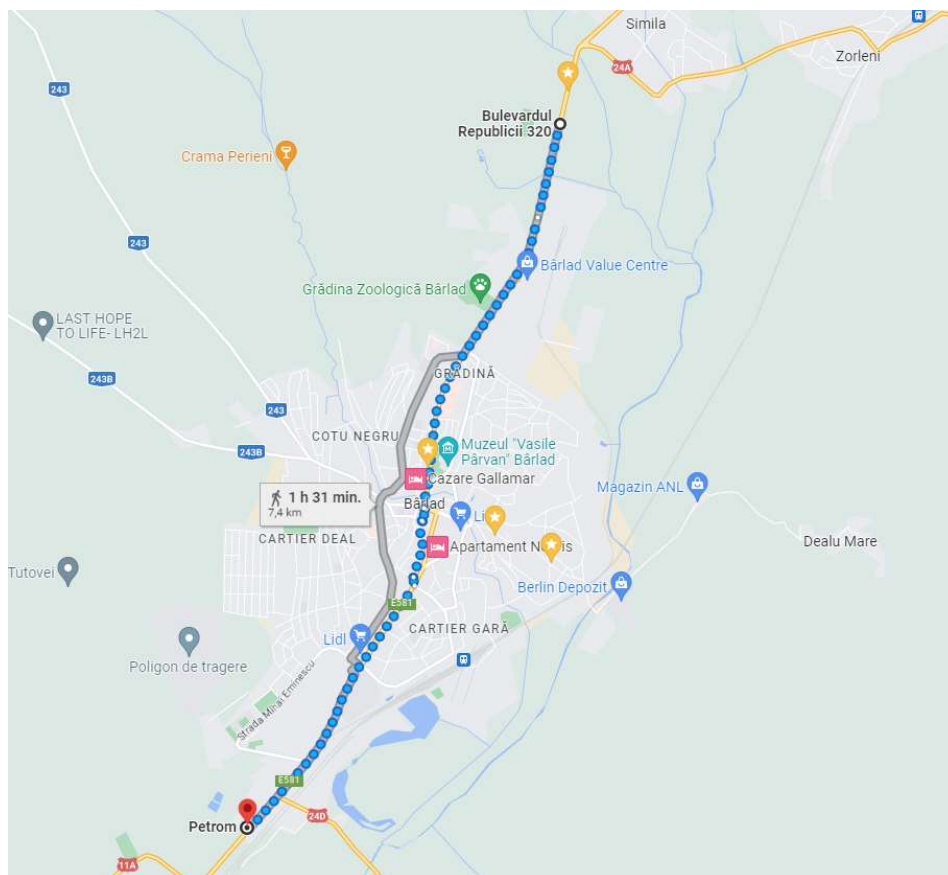 Simila
Zorleni
24A
243
Bulevardul
Republicii 320
Crama Perieni
243
Bârlad Value Centre
Grădina Zoologică Bârlad
LAST HOPE
TO LIFE- LH2L
GRĂDINĂ
243B
243
COTU NEGRU
243B
Muzeul "Vasile
Pârvan" Bârlad
Cazare Gallamar
Magazin ANL
1 h 31 min.
7,4 km
Bârlad
CARTIER DEAL
Dealu Mare
Apartament
Tutovei
Berlin Depozit
E581
CARTIER GARĂ
Lidl
Poligon de tragere
Strada Mihai Eminescu
E581
24D
Petrom
11A